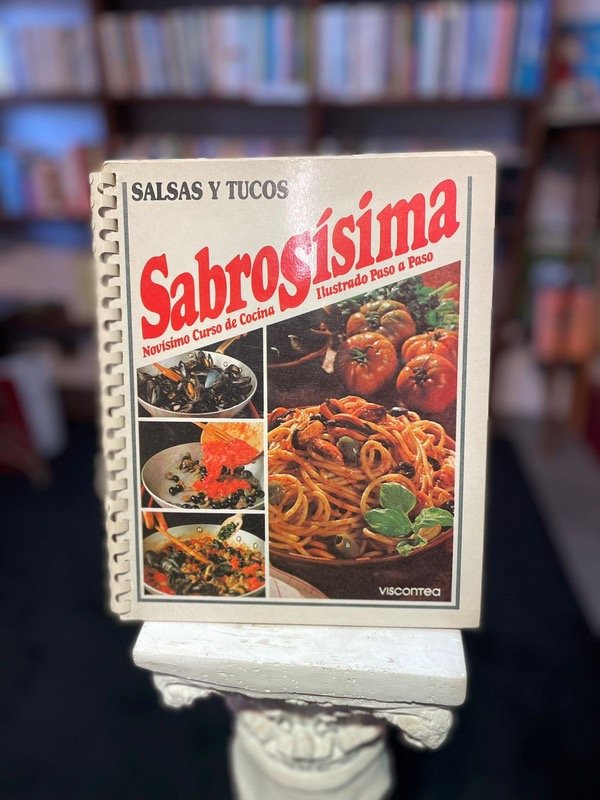 SALSAS Y TUCOS
Sabrosísima
Novísimo Curso de Cocina Ilustrado Paso a Paso
VISCONTEA